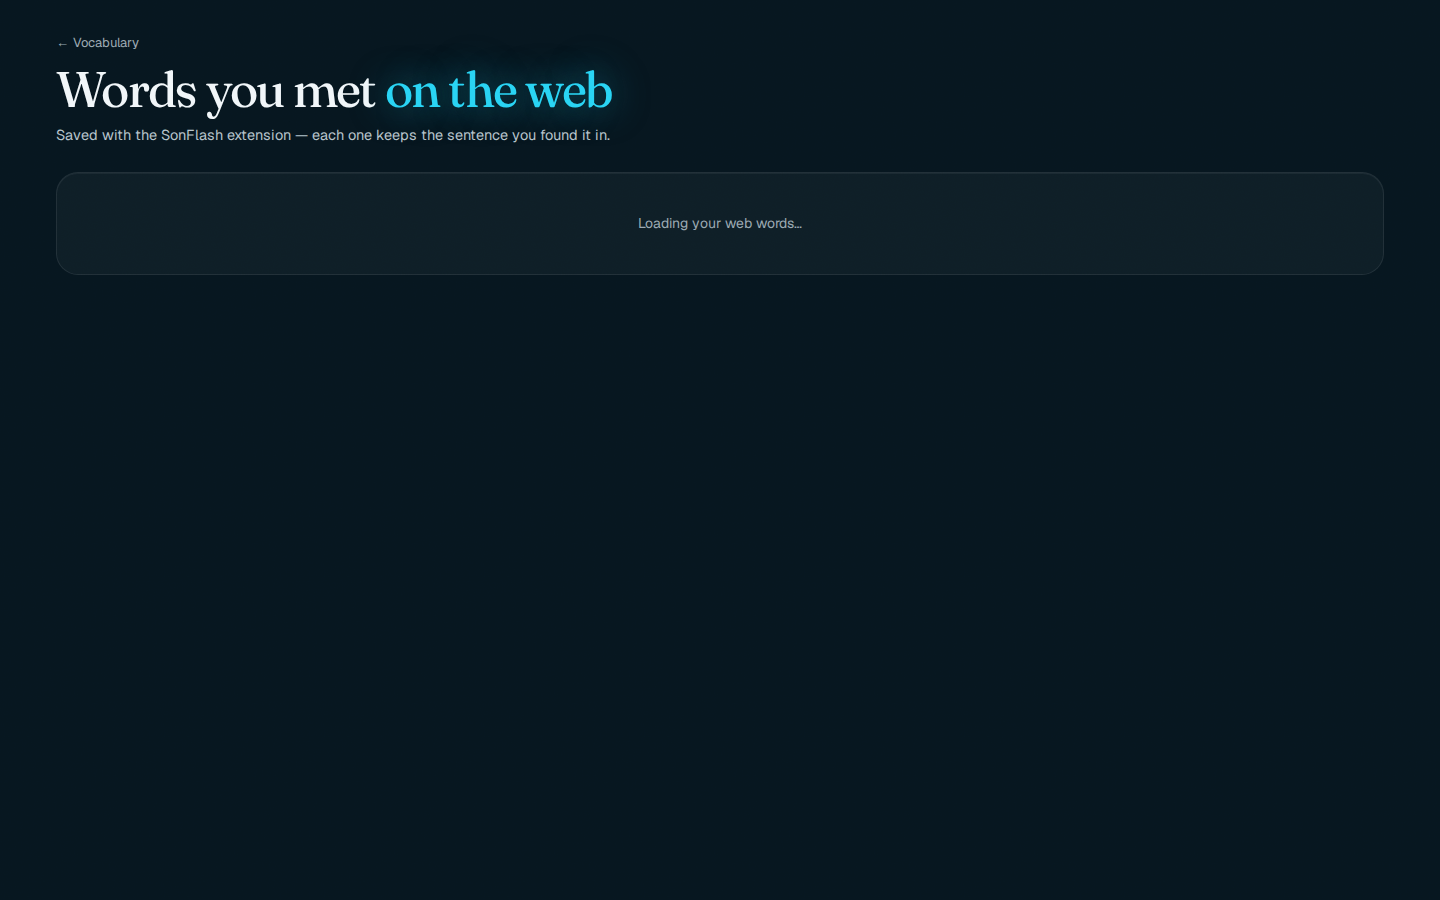 ← Vocabulary
Words you met on the web
Saved with the SonFlash extension — each one keeps the sentence you found it in.
Loading your web words…